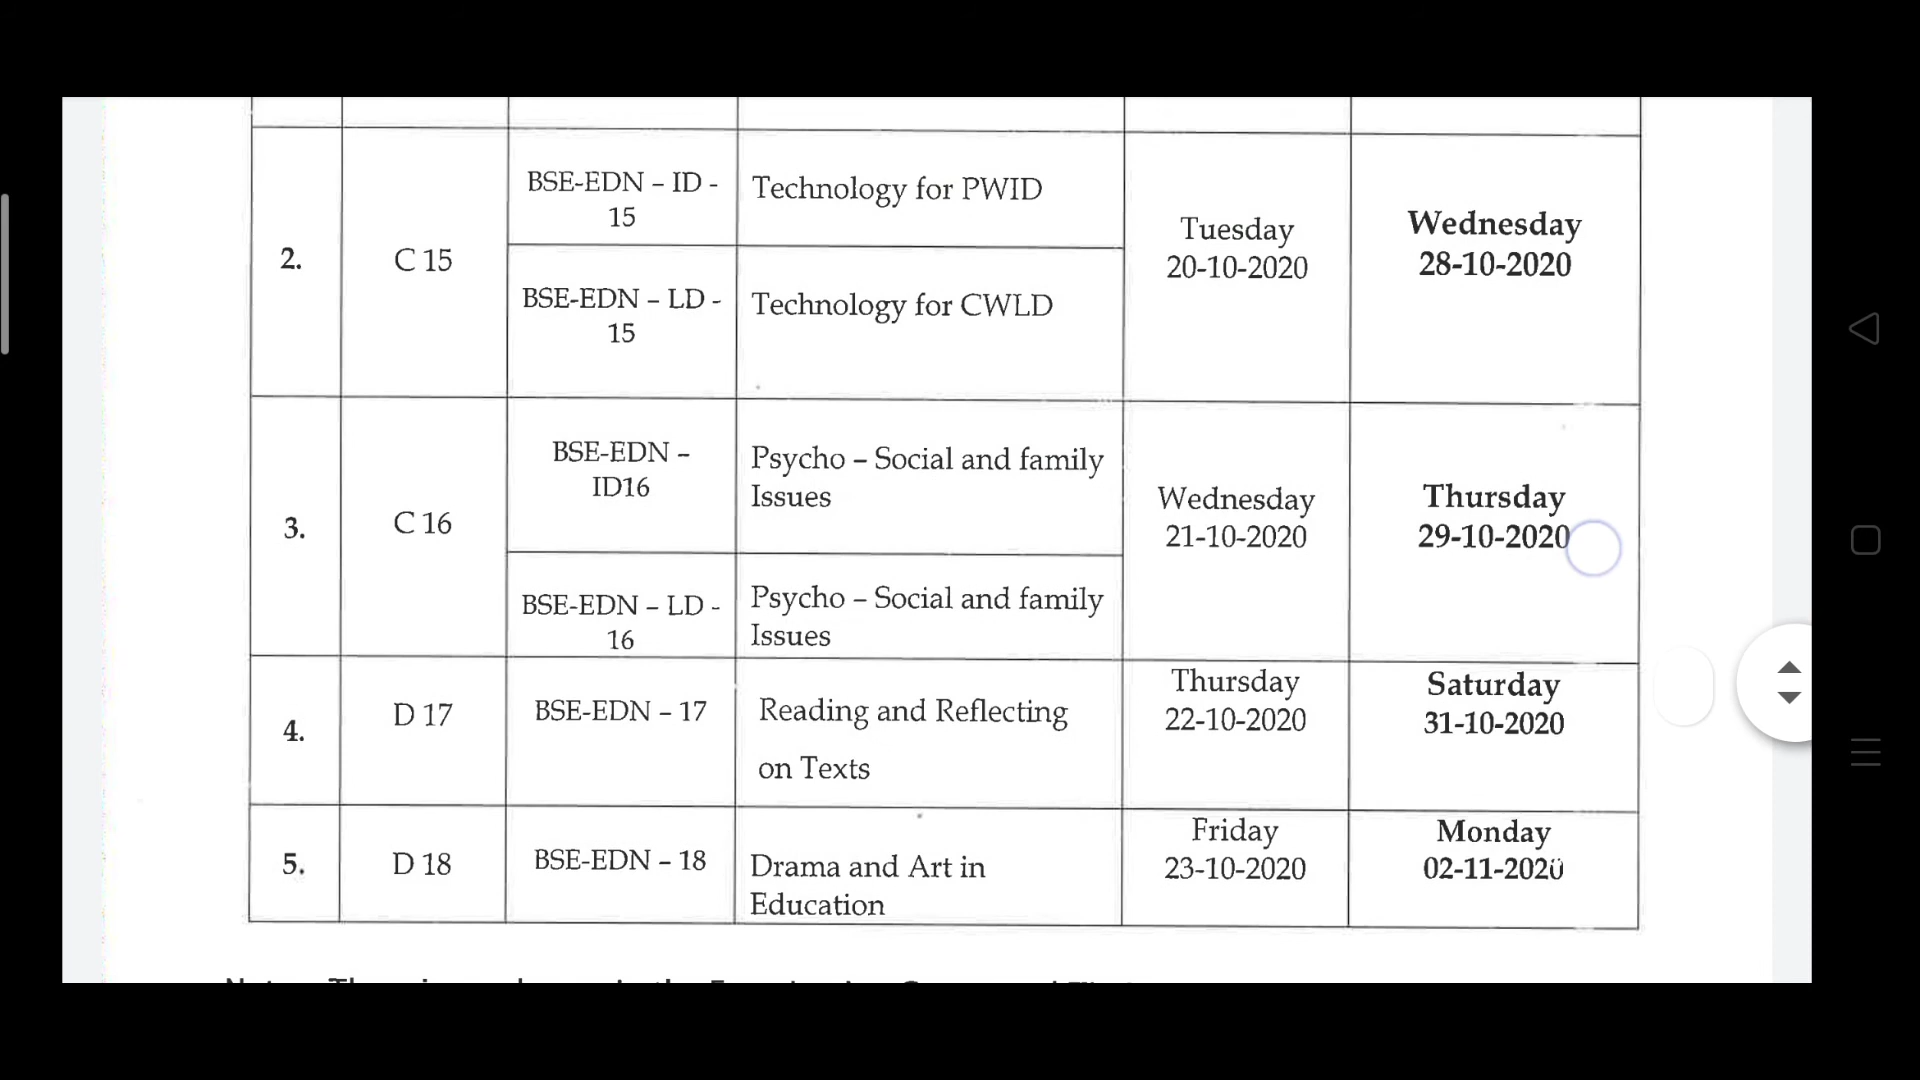 2.
C 15
BSE-EDN – ID -
15
Technology for PWID
BSE-EDN – LD -
15
Technology for CWLD
Tuesday
20-10-2020
Wednesday
28-10-2020
3.
C 16
BSE-EDN –
ID16
Psycho – Social and family
Issues
BSE-EDN – LD -
16
Psycho – Social and family
Issues
Wednesday
21-10-2020
Thursday
29-10-2020
4.
D 17
BSE-EDN – 17
Reading and Reflecting
on Texts
Thursday
22-10-2020
Saturday
31-10-2020
5.
D 18
BSE-EDN – 18
Drama and Art in
Education
Friday
23-10-2020
Monday
02-11-2020